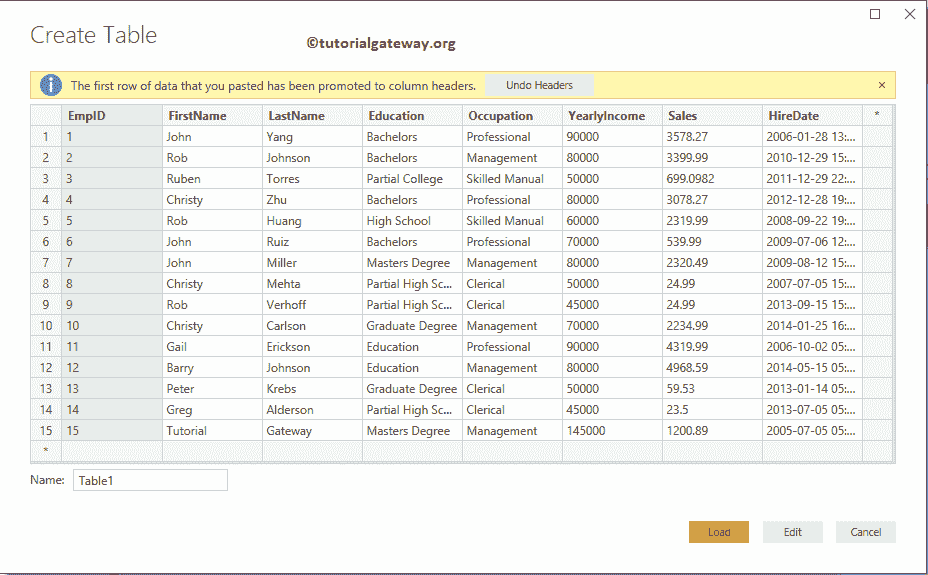 Create Table
©tutorialgateway.org
The first row of data that you pasted has been promoted to column headers. Undo Headers ×
EmpID FirstName LastName Education Occupation YearlyIncome Sales HireDate *
1 1 John Yang Bachelors Professional 90000 3578.27 2006-01-28 13:...
2 2 Rob Johnson Bachelors Management 80000 3399.99 2010-12-29 15:...
3 3 Ruben Torres Partial College Skilled Manual 50000 699.0982 2011-12-29 22:...
4 4 Christy Zhu Bachelors Professional 80000 3078.27 2012-12-28 19:...
5 5 Rob Huang High School Skilled Manual 60000 2319.99 2008-09-22 19:...
6 6 John Ruiz Bachelors Professional 70000 539.99 2009-07-06 12:...
7 7 John Miller Masters Degree Management 80000 2320.49 2009-08-12 15:...
8 8 Christy Mehta Partial High Sc... Clerical 50000 24.99 2007-07-05 15:...
9 9 Rob Verhoff Partial High Sc... Clerical 45000 24.99 2013-09-15 15:...
10 10 Christy Carlson Graduate Degree Management 70000 2234.99 2014-01-25 16:...
11 11 Gail Erickson Education Professional 90000 4319.99 2006-10-02 05:...
12 12 Barry Johnson Education Management 80000 4968.59 2014-05-15 05:...
13 13 Peter Krebs Graduate Degree Clerical 50000 59.53 2013-01-14 05:...
14 14 Greg Alderson Partial High Sc... Clerical 45000 23.5 2013-07-05 05:...
15 15 Tutorial Gateway Masters Degree Management 145000 1200.89 2005-07-05 05:...
*
Name: Table1
Load Edit Cancel